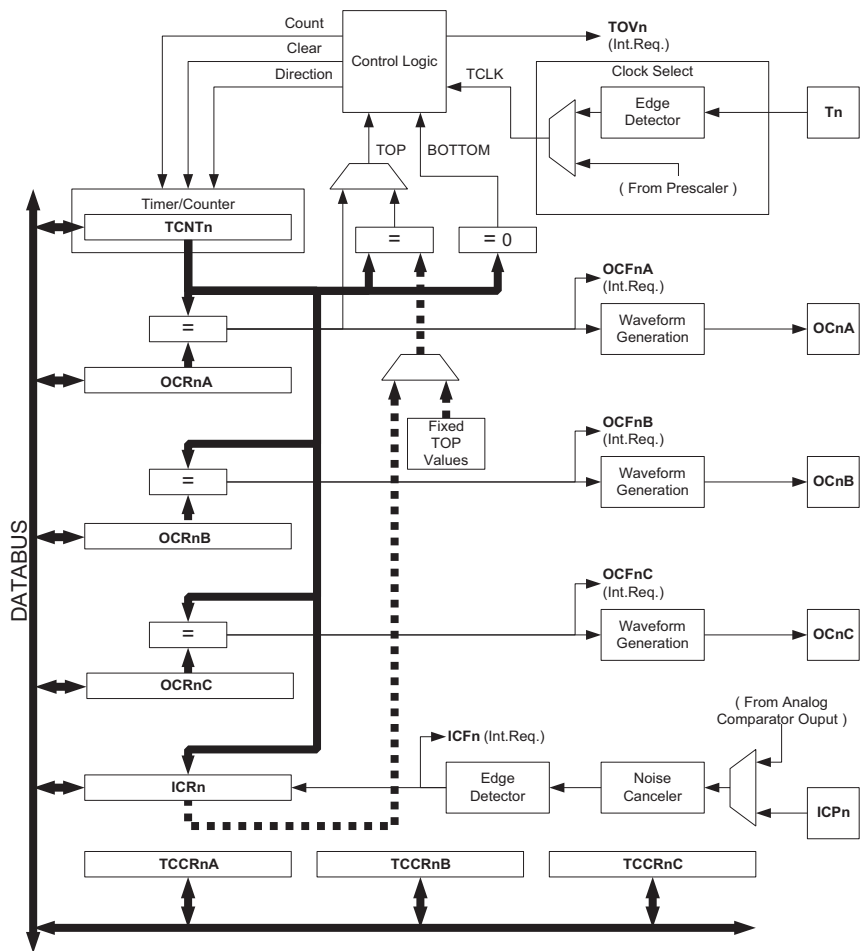 Count
Clear
Direction
Control Logic
TOVn
(Int.Req.)
TCLK
Clock Select
Edge
Detector
Tn
( From Prescaler )
TOP
BOTTOM
Timer/Counter
TCNTn
=
= 0
=
OCRnA
OCFnA
(Int.Req.)
Waveform
Generation
OCnA
Fixed
TOP
Values
=
OCRnB
OCFnB
(Int.Req.)
Waveform
Generation
OCnB
DATABUS
=
OCRnC
OCFnC
(Int.Req.)
Waveform
Generation
OCnC
( From Analog
Comparator Ouput )
ICFn (Int.Req.)
ICRn
Edge
Detector
Noise
Canceler
ICPn
TCCRnA
TCCRnB
TCCRnC